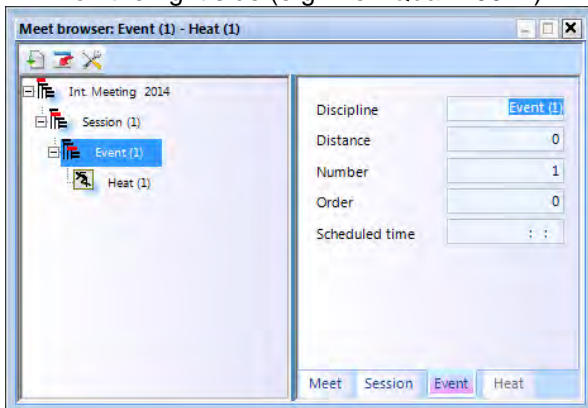 Meet browser: Event (1) - Heat (1)
Int. Meeting 2014
Session (1)
Event (1)
Heat (1)
Discipline Event (1)
Distance 0
Number 1
Order 0
Scheduled time : :
Meet Session Event Heat